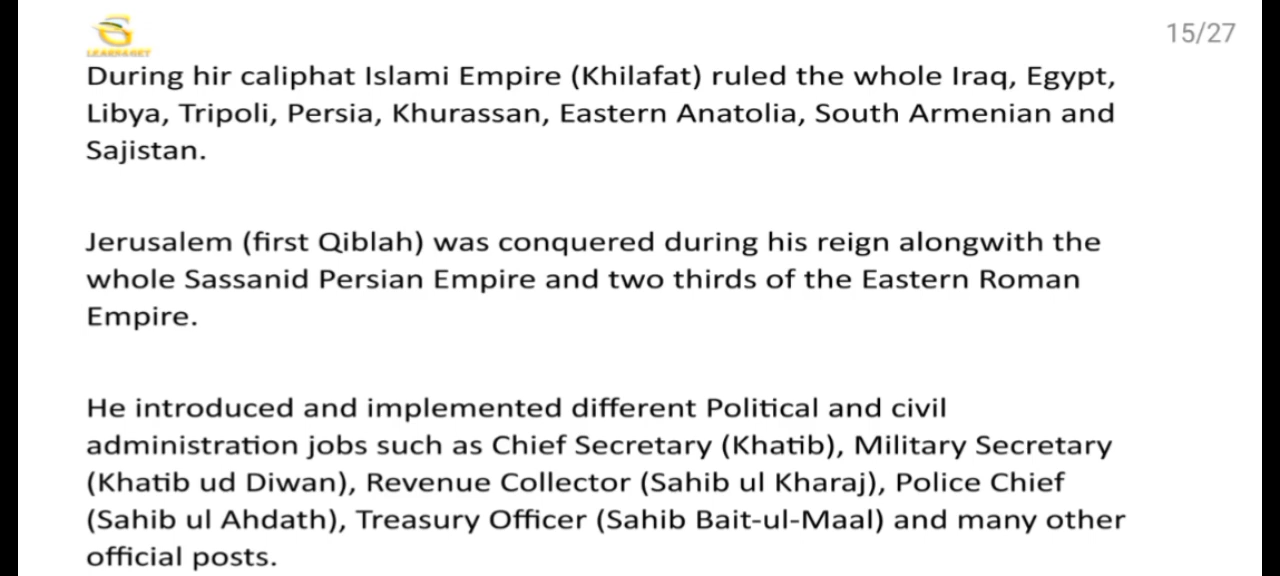 15/27
LEARN&GET
During hir caliphat Islami Empire (Khilafat) ruled the whole Iraq, Egypt,
Libya, Tripoli, Persia, Khurassan, Eastern Anatolia, South Armenian and
Sajistan.
Jerusalem (first Qiblah) was conquered during his reign alongwith the
whole Sassanid Persian Empire and two thirds of the Eastern Roman
Empire.
He introduced and implemented different Political and civil
administration jobs such as Chief Secretary (Khatib), Military Secretary
(Khatib ud Diwan), Revenue Collector (Sahib ul Kharaj), Police Chief
(Sahib ul Ahdath), Treasury Officer (Sahib Bait-ul-Maal) and many other
official posts.